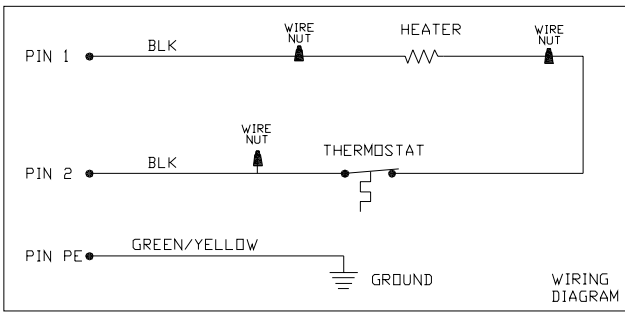 WIRE
NUT
HEATER
WIRE
NUT
PIN 1
BLK
WIRE
NUT
THERMOSTAT
PIN 2
BLK
GREEN/YELLOW
PIN PE
GROUND
WIRING
DIAGRAM